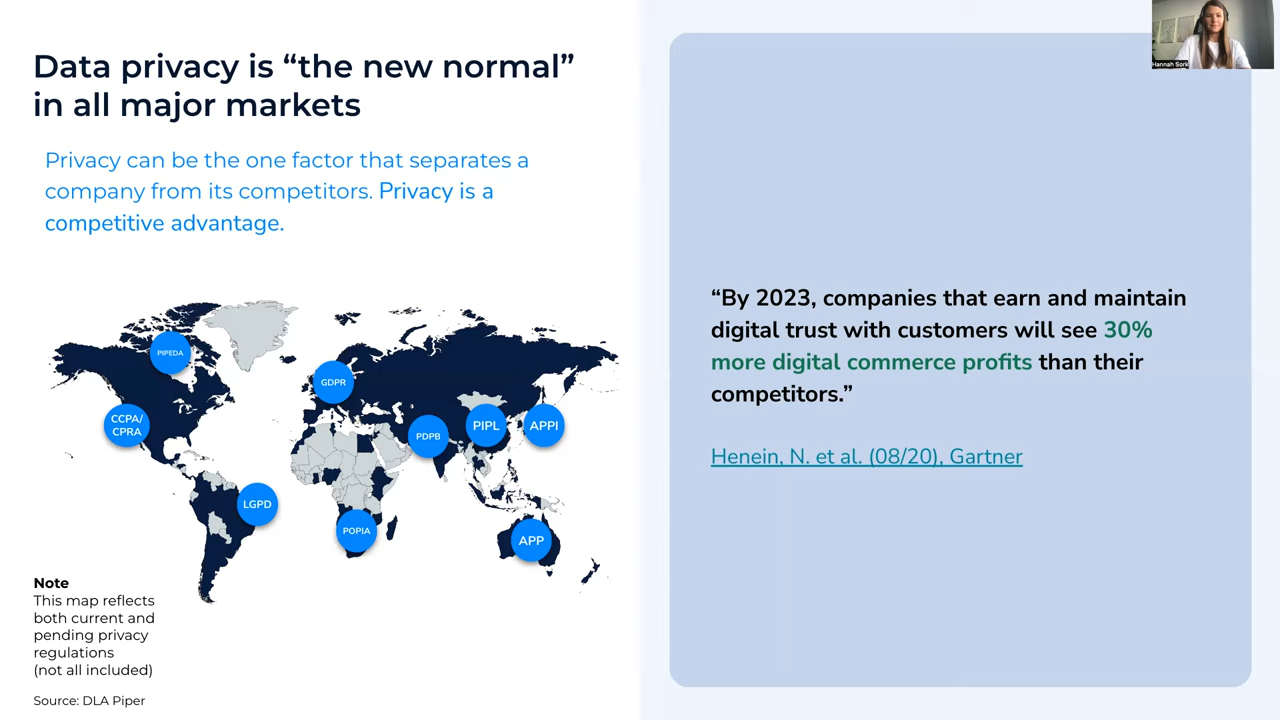 Data privacy is “the new normal”
in all major markets
Privacy can be the one factor that separates a
company from its competitors. Privacy is a
competitive advantage.
PIPEDA
GDPR
CCPA/
CPRA
PDPB
PIPL
APPI
LGPD
POPIA
APP
Note
This map reflects
both current and
pending privacy
regulations
(not all included)
Source: DLA Piper
Hannah Sork
“By 2023, companies that earn and maintain
digital trust with customers will see 30%
more digital commerce profits than their
competitors.”
Henein, N. et al. (08/20), Gartner